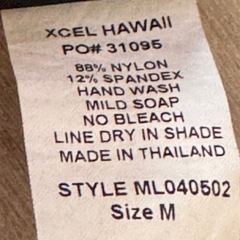 XCEL HAWAII
PO# 31095
88% NYLON
12% SPANDEX
HAND WASH
MILD SOAP
NO BLEACH
LINE DRY IN SHADE
MADE IN THAILAND
STYLE ML040502
Size M